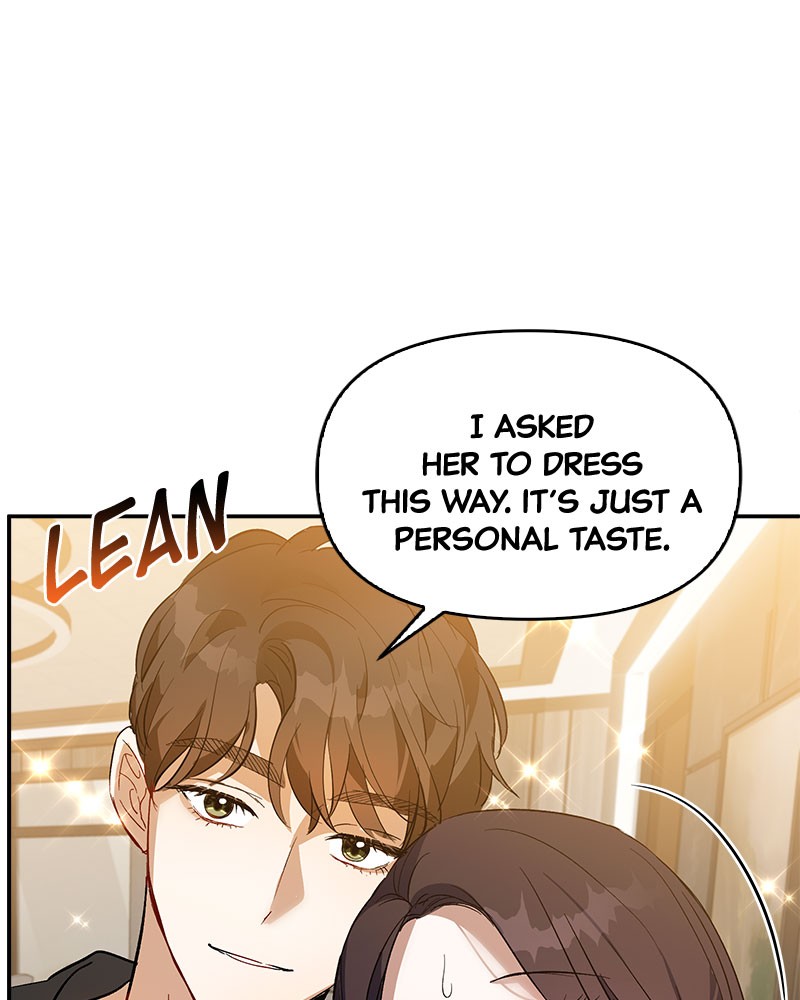 I ASKED
HER TO DRESS
THIS WAY. IT'S JUST A
PERSONAL TASTE.
LEAN